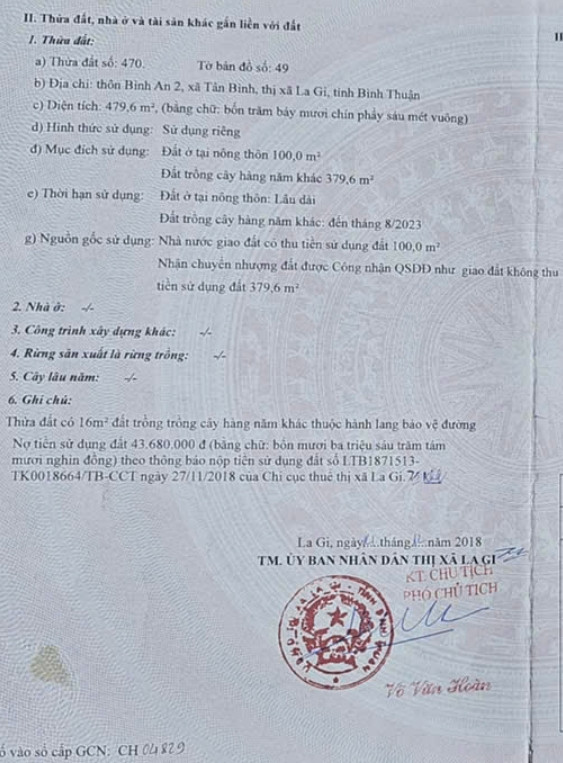 II. Thửa đất, nhà ở và tài sản khác gắn liền với đất
1. Thửa đất:
a) Thửa đất số: 470. Tờ bản đồ số: 49
b) Địa chỉ: thôn Bình An 2, xã Tân Bình, thị xã La Gi, tỉnh Bình Thuận
c) Diện tích: 479,6 m², (bằng chữ: bốn trăm bảy mươi chín phẩy sáu mét vuông)
d) Hình thức sử dụng: Sử dụng riêng
đ) Mục đích sử dụng: Đất ở tại nông thôn 100,0 m²
Đất trồng cây hàng năm khác 379,6 m²
e) Thời hạn sử dụng: Đất ở tại nông thôn: Lâu dài
Đất trồng cây hàng năm khác: đến tháng 8/2023
g) Nguồn gốc sử dụng: Nhà nước giao đất có thu tiền sử dụng đất 100,0 m²
Nhận chuyển nhượng đất được Công nhận QSDĐ như giao đất không thu
tiền sử dụng đất 379,6 m²
2. Nhà ở: -/-
3. Công trình xây dựng khác: -/-
4. Rừng sản xuất là rừng trồng: -/-
5. Cây lâu năm: -/-
6. Ghi chú:
Thửa đất có 16m² đất trồng trồng cây hàng năm khác thuộc hành lang bảo vệ đường
Nợ tiền sử dụng đất 43.680.000 đ (bằng chữ: bốn mươi ba triệu sáu trăm tám
mươi nghìn đồng) theo thông báo nộp tiền sử dụng đất số LTB1871513-
TK0018664/TB-CCT ngày 27/11/2018 của Chi cục thuế thị xã La Gi.
La Gi, ngày tháng năm 2018
TM. ỦY BAN NHÂN DÂN THỊ XÃ LA GI
KT. CHỦ TỊCH
PHÓ CHỦ TỊCH
Võ Văn Hoàn
ố vào sổ cấp GCN: CH 04829